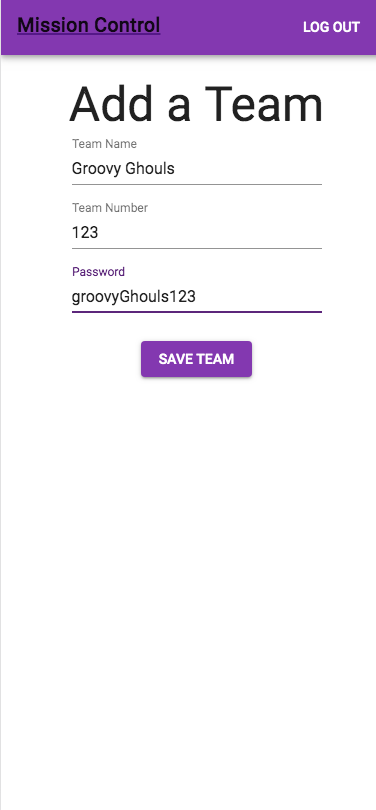 Mission Control
LOG OUT
Add a Team
Team Name
Groovy Ghouls
Team Number
123
Password
groovyGhouls123
SAVE TEAM